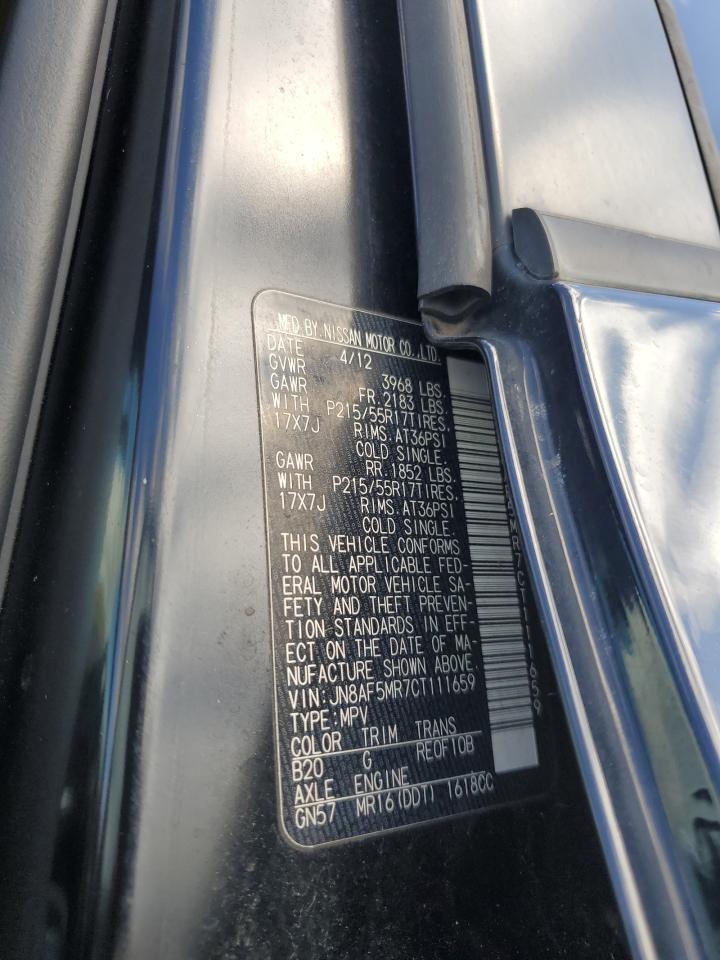 MFD BY NISSAN MOTOR CO.,LTD.
DATE 4/12
GVWR 3968 LBS.
GAWR FR. 2183 LBS.
WITH P215/55R17TIRES.
17X7J RIMS. AT36PSI
COLD SINGLE.
GAWR RR. 1852 LBS.
WITH P215/55R17TIRES.
17X7J RIMS. AT36PSI
COLD SINGLE.
THIS VEHICLE CONFORMS
TO ALL APPLICABLE FED-
ERAL MOTOR VEHICLE SA-
FETY AND THEFT PREVEN-
TION STANDARDS IN EFF-
ECT ON THE DATE OF MA-
NUFACTURE SHOWN ABOVE.
VIN:JN8AF5MR7CT111659
TYPE:MPV
COLOR TRIM TRANS
B20 G RE0F10B
AXLE ENGINE
GN57 MR16(DDT) 1618CC
MR7CT111659